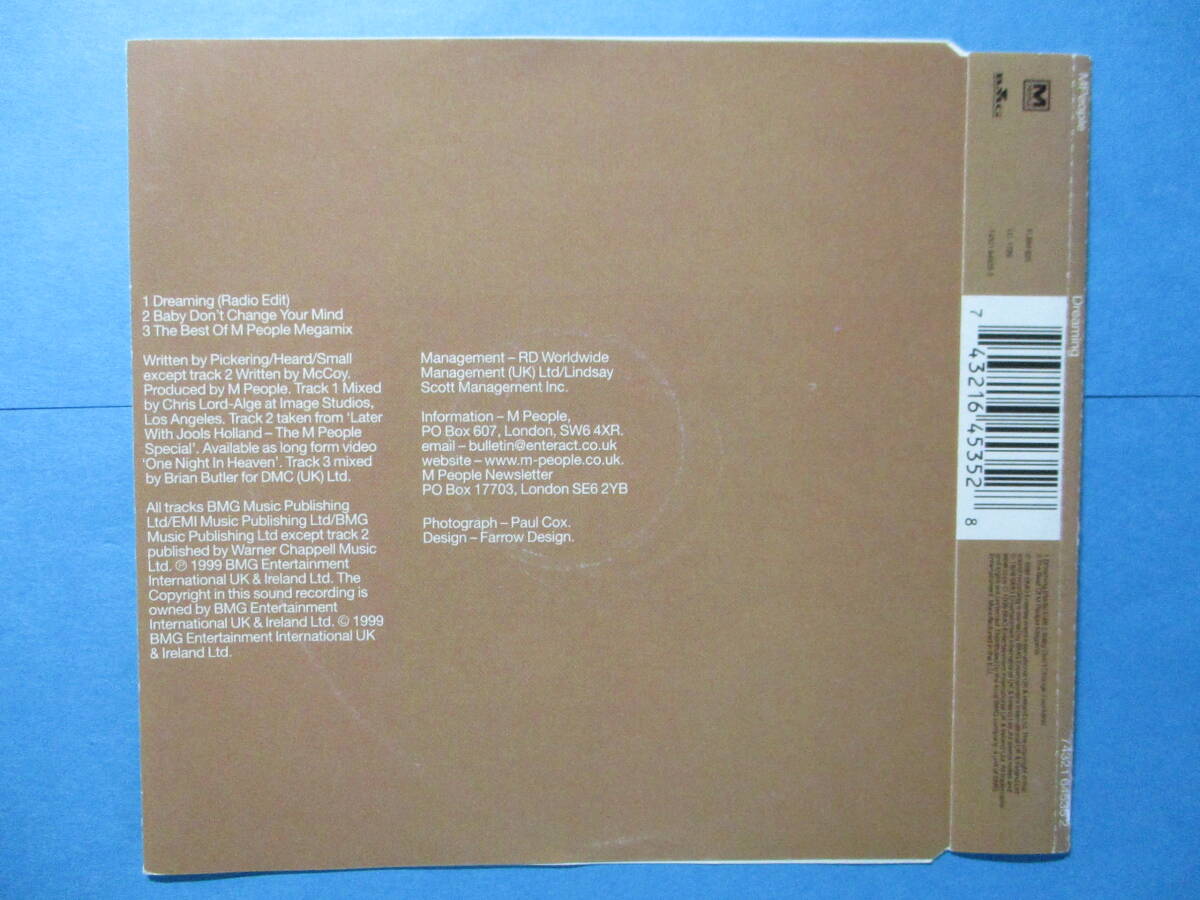 1 Dreaming (Radio Edit)
2 Baby Don't Change Your Mind
3 The Best Of M People Megamix
Written by Pickering/Heard/Small
except track 2 Written by McCoy.
Produced by M People. Track 1 Mixed
by Chris Lord-Alge at Image Studios,
Los Angeles. Track 2 taken from 'Later
With Jools Holland – The M People
Special'. Available as long form video
'One Night In Heaven'. Track 3 mixed
by Brian Butler for DMC (UK) Ltd.
All tracks BMG Music Publishing
Ltd/EMI Music Publishing Ltd/BMG
Music Publishing Ltd except track 2
published by Warner Chappell Music
Ltd. ℗ 1999 BMG Entertainment
International UK & Ireland Ltd. The
Copyright in this sound recording is
owned by BMG Entertainment
International UK & Ireland Ltd. © 1999
BMG Entertainment International UK
& Ireland Ltd.
Management – RD Worldwide
Management (UK) Ltd/Lindsay
Scott Management Inc.
Information – M People,
PO Box 607, London, SW6 4XR.
email – bulletin@enteract.co.uk
website – www.m-people.co.uk.
M People Newsletter
PO Box 17703, London SE6 2YB
Photograph – Paul Cox.
Design – Farrow Design.
M People
Dreaming
74321 64535 2
M
BMG
7 43216 45352 8